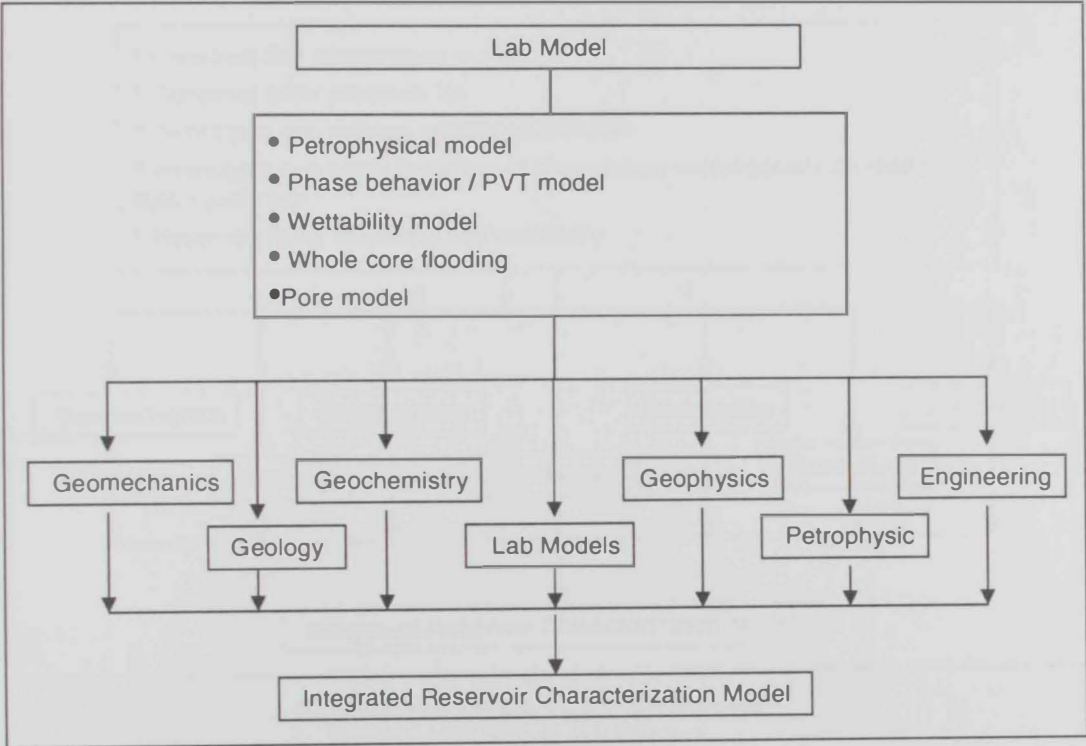 Lab Model
• Petrophysical model
• Phase behavior / PVT model
• Wettability model
• Whole core flooding
•Pore model
Geomechanics
Geochemistry
Geophysics
Engineering
Geology
Lab Models
Petrophysic
Integrated Reservoir Characterization Model